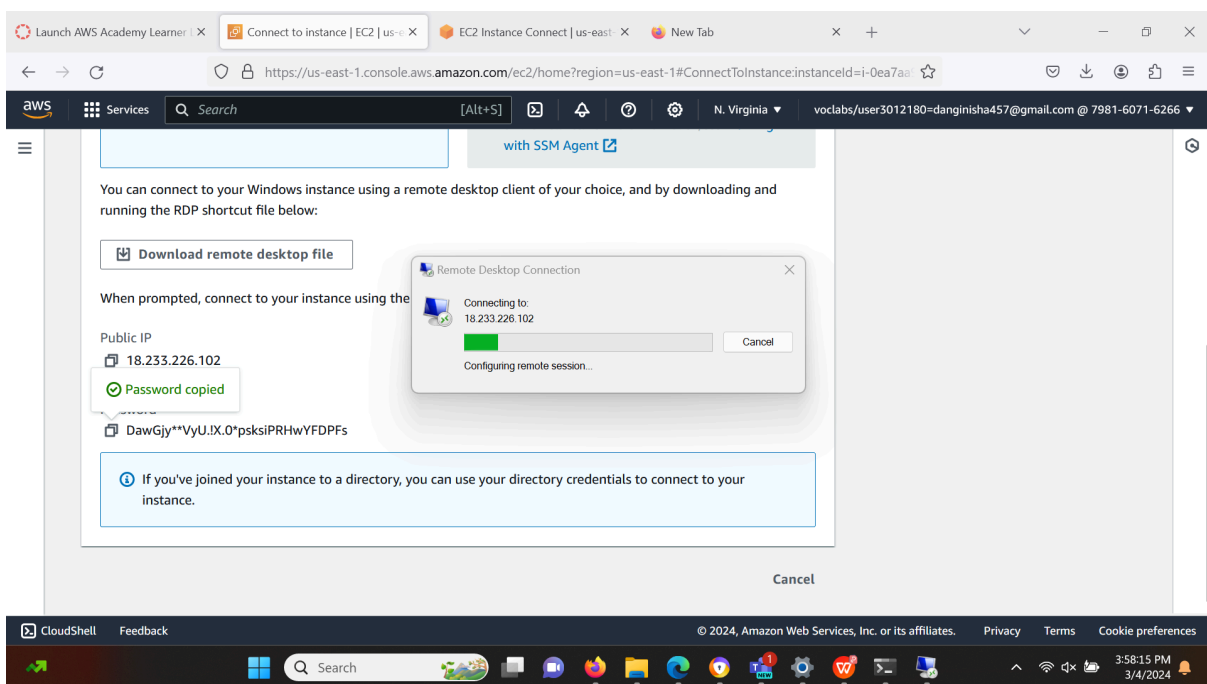 Launch AWS Academy Learner L
Connect to instance | EC2 | us-e
EC2 Instance Connect | us-east-
New Tab
https://us-east-1.console.aws.amazon.com/ec2/home?region=us-east-1#ConnectToInstance:instanceId=i-0ea7aa
aws
Services
Search
[Alt+S]
N. Virginia ▼
voclabs/user3012180=danginisha457@gmail.com @ 7981-6071-6266 ▼
with SSM Agent
You can connect to your Windows instance using a remote desktop client of your choice, and by downloading and
running the RDP shortcut file below:
Download remote desktop file
When prompted, connect to your instance using the
Public IP
18.233.226.102
Password copied
DawGjy**VyU.!X.0*psksiPRHwYFDPFs
If you've joined your instance to a directory, you can use your directory credentials to connect to your
instance.
Cancel
Remote Desktop Connection
Connecting to:
18.233.226.102
Cancel
Configuring remote session...
CloudShell
Feedback
© 2024, Amazon Web Services, Inc. or its affiliates.
Privacy
Terms
Cookie preferences
Search
NEW
1
3:58:15 PM
3/4/2024